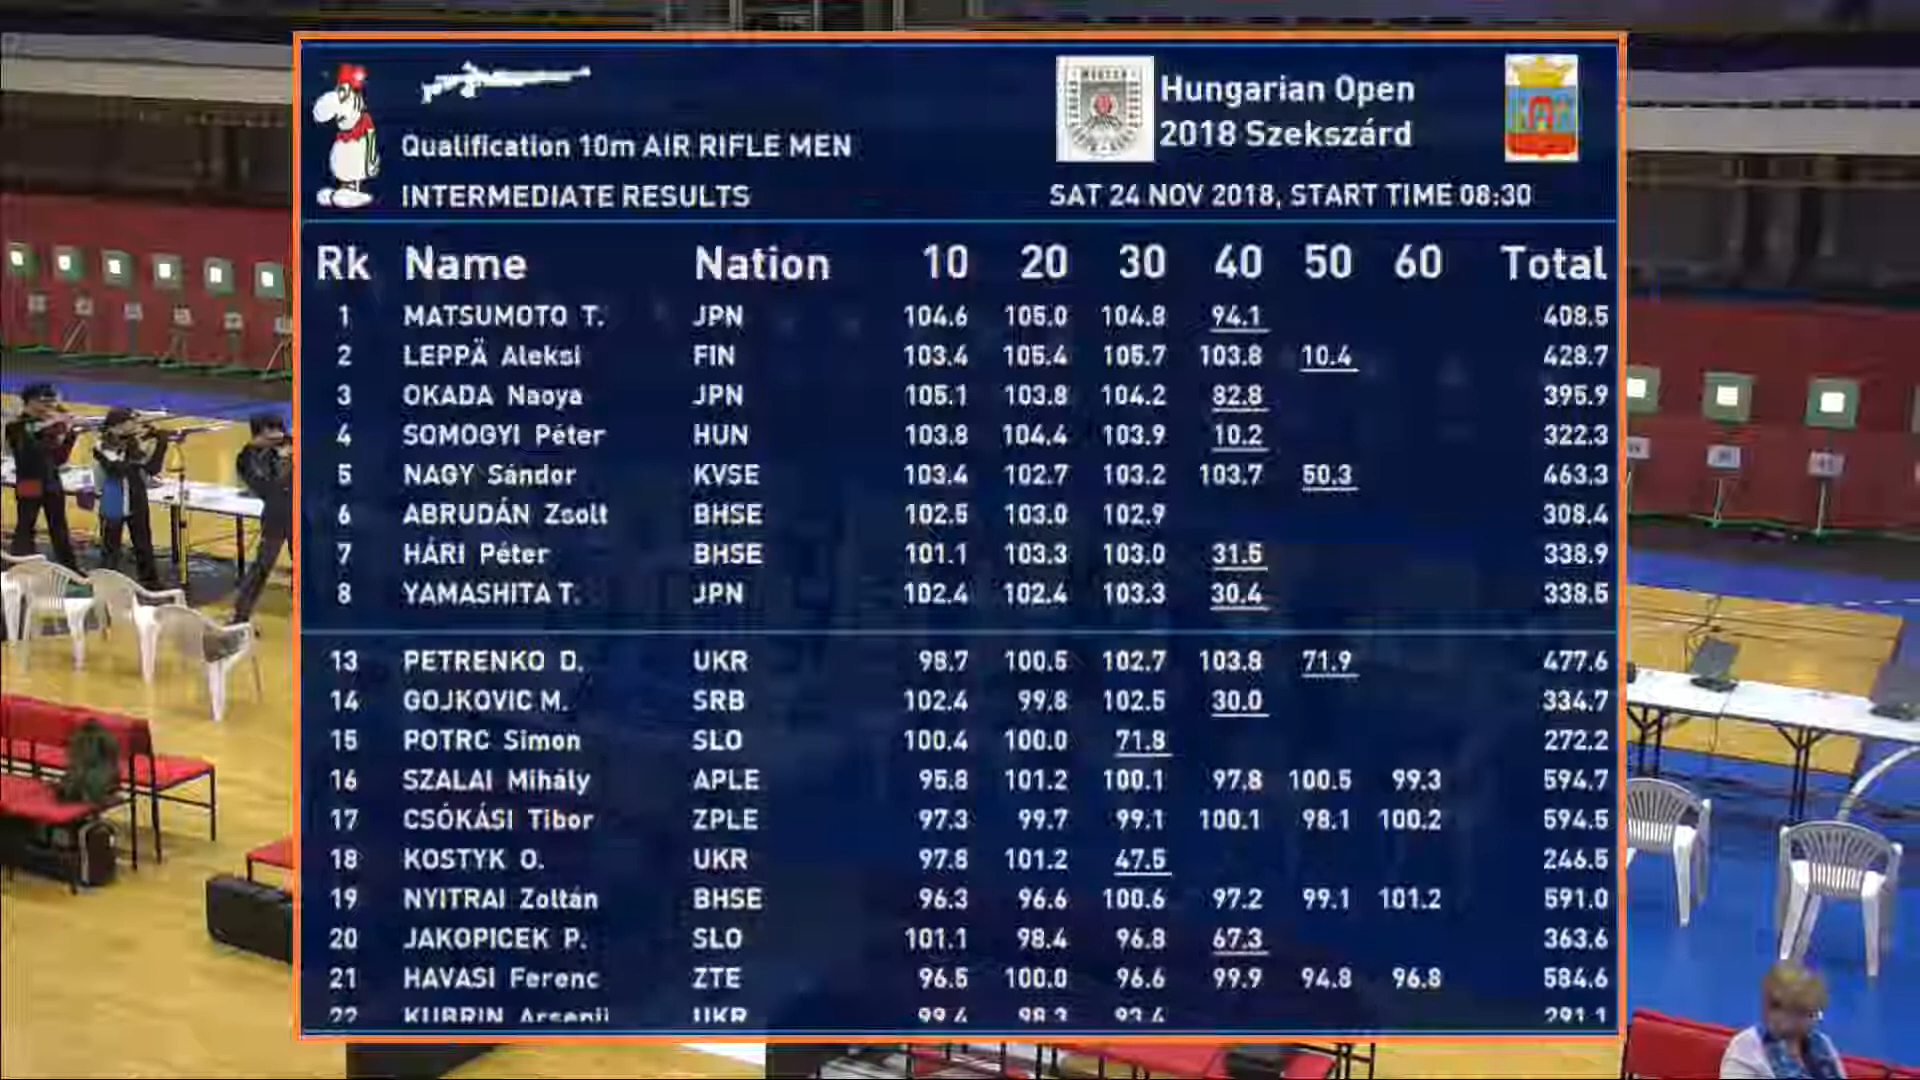 Hungarian Open
2018 Szekszárd
Qualification 10m AIR RIFLE MEN
INTERMEDIATE RESULTS
SAT 24 NOV 2018, START TIME 08:30
Rk Name Nation 10 20 30 40 50 60 Total
1 MATSUMOTO T. JPN 104.6 105.0 104.8 94.1 408.5
2 LEPPÄ Aleksi FIN 103.4 105.4 105.7 103.8 10.4 428.7
3 OKADA Naoya JPN 105.1 103.8 104.2 82.8 395.9
4 SOMOGYI Péter HUN 103.8 104.4 103.9 10.2 322.3
5 NAGY Sándor KVSE 103.4 102.7 103.2 103.7 50.3 463.3
6 ABRUDÁN Zsolt BHSE 102.5 103.0 102.9 308.4
7 HÁRI Péter BHSE 101.1 103.3 103.0 31.5 338.9
8 YAMASHITA T. JPN 102.4 102.4 103.3 30.4 338.5
13 PETRENKO D. UKR 98.7 100.5 102.7 103.8 71.9 477.6
14 GOJKOVIC M. SRB 102.4 99.8 102.5 30.0 334.7
15 POTRC Simon SLO 100.4 100.0 71.8 272.2
16 SZALAI Mihály APLE 95.8 101.2 100.1 97.8 100.5 99.3 594.7
17 CSÓKÁSI Tibor ZPLE 97.3 99.7 99.1 100.1 98.1 100.2 594.5
18 KOSTYK O. UKR 97.8 101.2 47.5 246.5
19 NYITRAI Zoltán BHSE 96.3 96.6 100.6 97.2 99.1 101.2 591.0
20 JAKOPICEK P. SLO 101.1 98.4 96.8 67.3 363.6
21 HAVASI Ferenc ZTE 96.5 100.0 96.6 99.9 94.8 96.8 584.6
22 KUBRIN Arsenii UKR 99.4 98.3 93.4 291.1